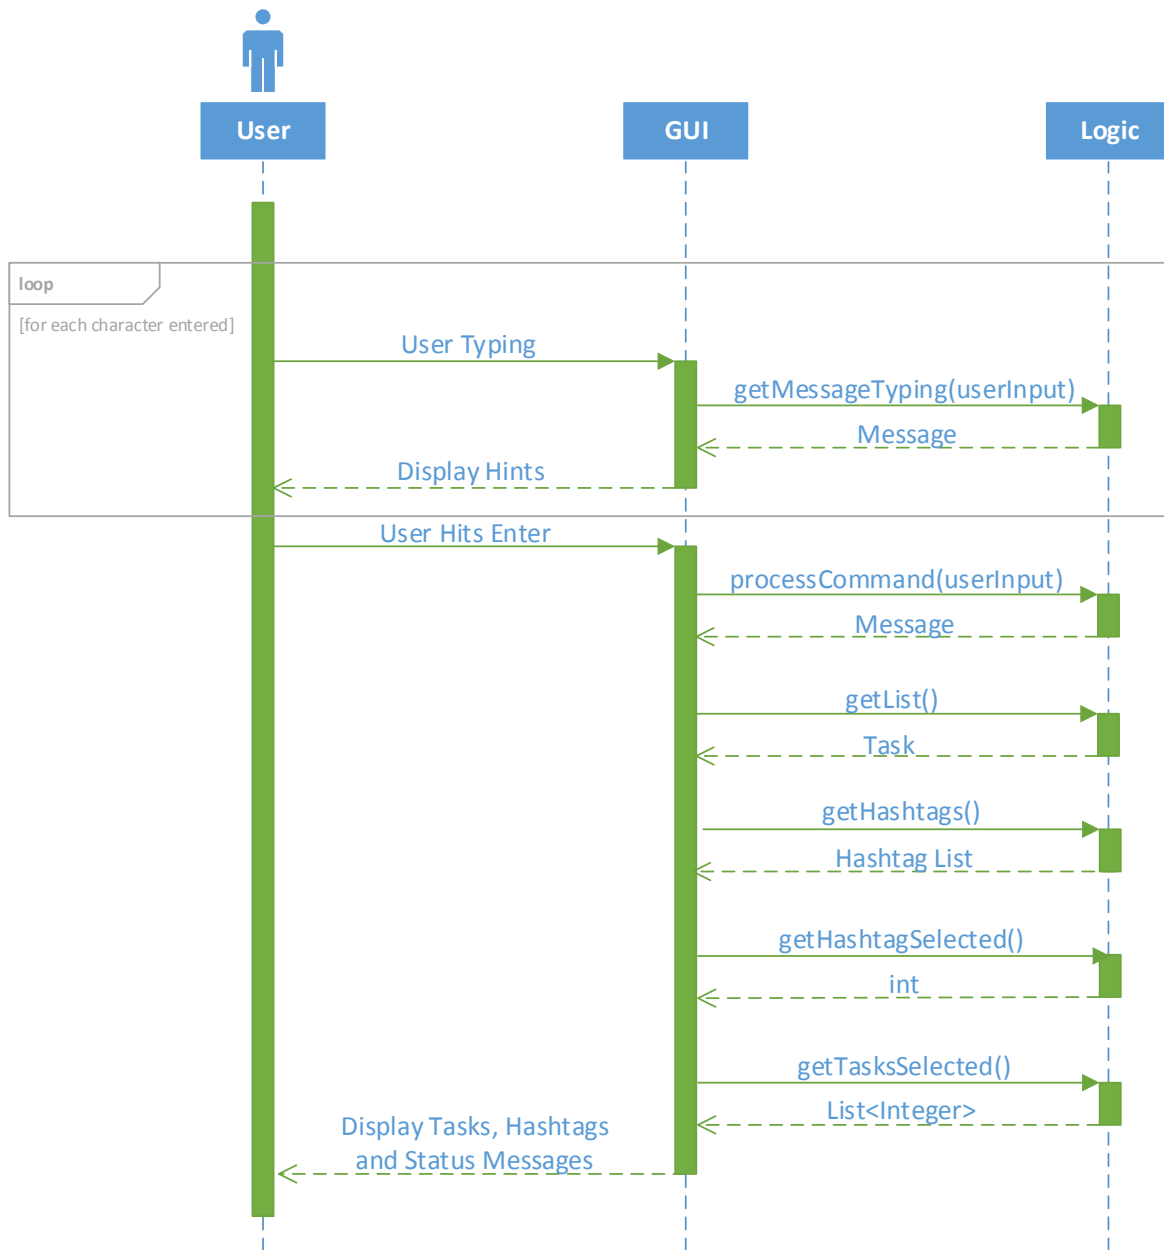 User
GUI
Logic
loop
[for each character entered]
User Typing
getMessageTyping(userInput)
Message
Display Hints
User Hits Enter
processCommand(userInput)
Message
getList()
Task
getHashtags()
Hashtag List
getHashtagSelected()
int
getTasksSelected()
List<Integer>
Display Tasks, Hashtags
and Status Messages